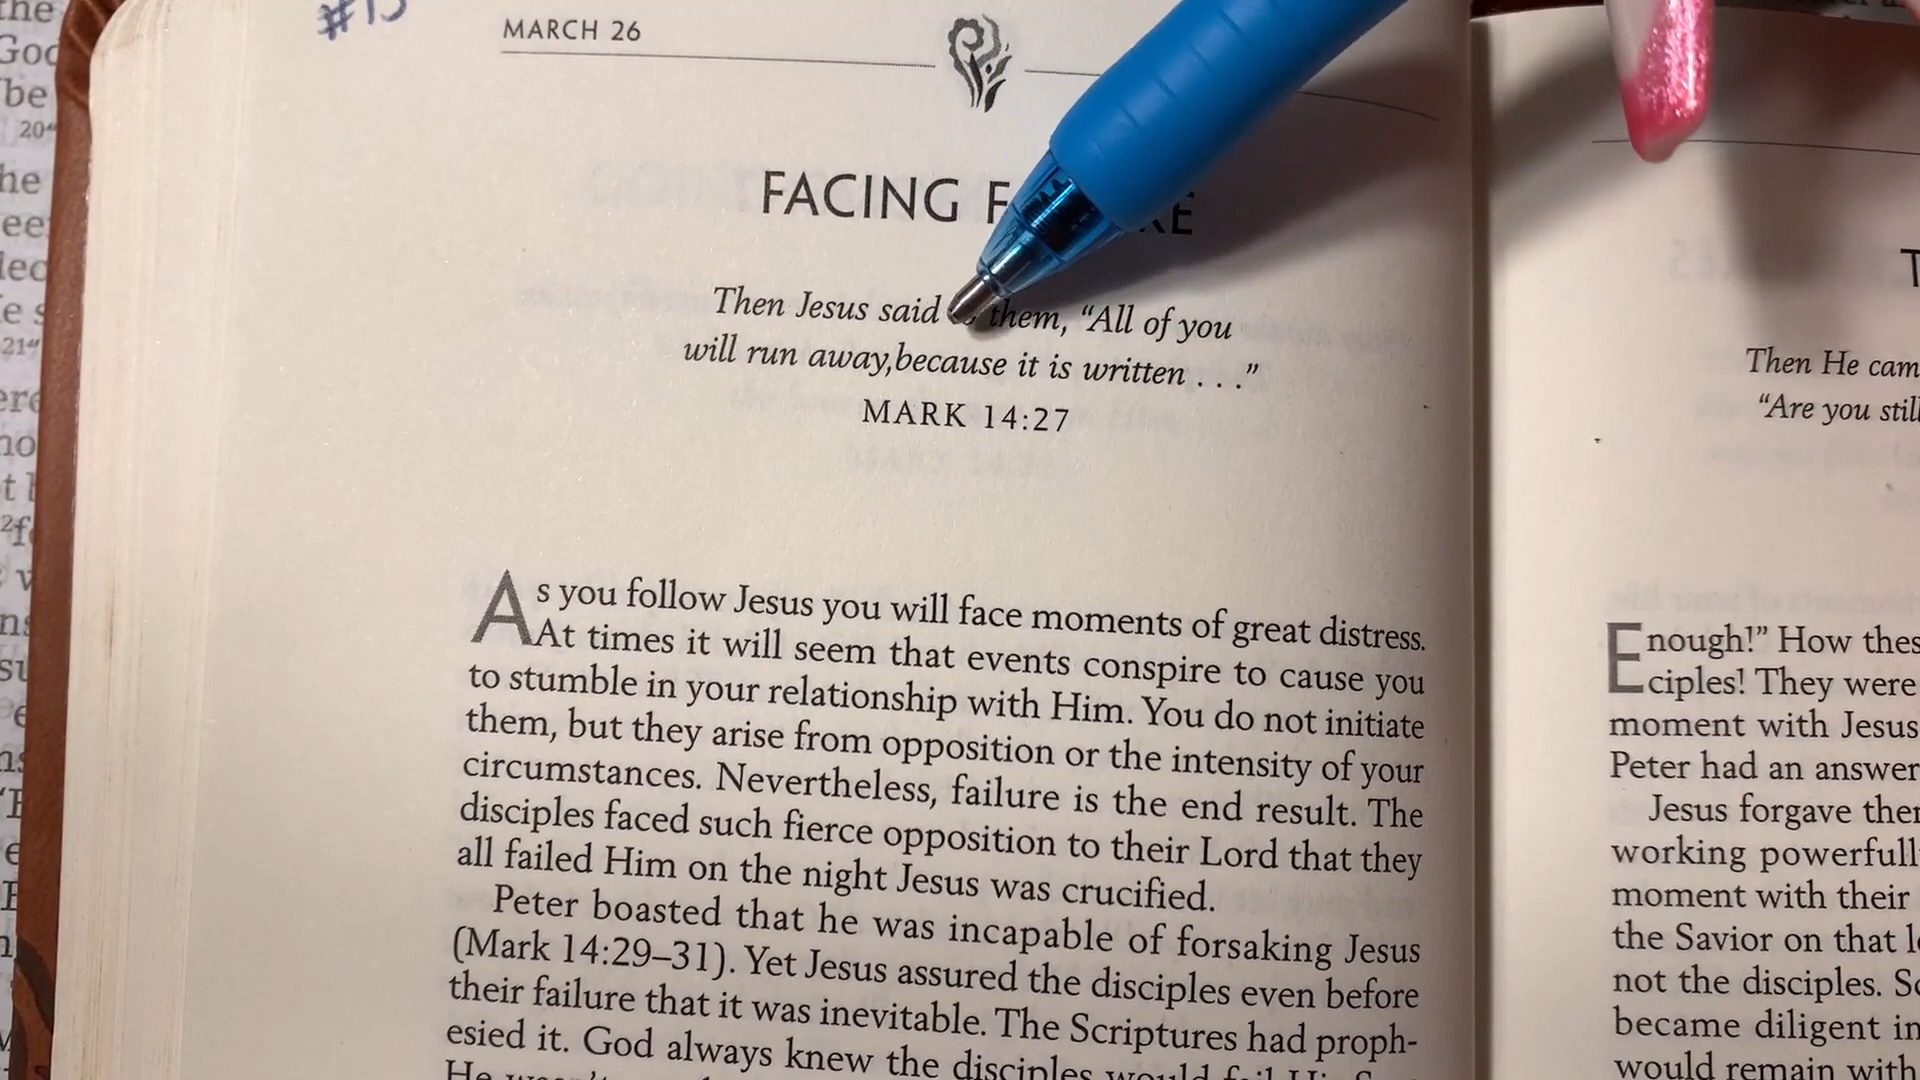 #15
MARCH 26
FACING
Then Jesus said them, “All of you
will run away,because it is written . . .”
MARK 14:27
As you follow Jesus you will face moments of great distress.
At times it will seem that events conspire to cause you
to stumble in your relationship with Him. You do not initiate
them, but they arise from opposition or the intensity of your
circumstances. Nevertheless, failure is the end result. The
disciples faced such fierce opposition to their Lord that they
all failed Him on the night Jesus was crucified.
Peter boasted that he was incapable of forsaking Jesus
(Mark 14:29–31). Yet Jesus assured the disciples even before
their failure that it was inevitable. The Scriptures had proph-
esied it. God always knew the disciples would fail His
Then He cam
“Are you still
Enough!” How thes
ciples! They were
moment with Jesus
Peter had an answer
Jesus forgave ther
working powerfull
moment with their
the Savior on that
not the disciples.
became diligent in
would remain with